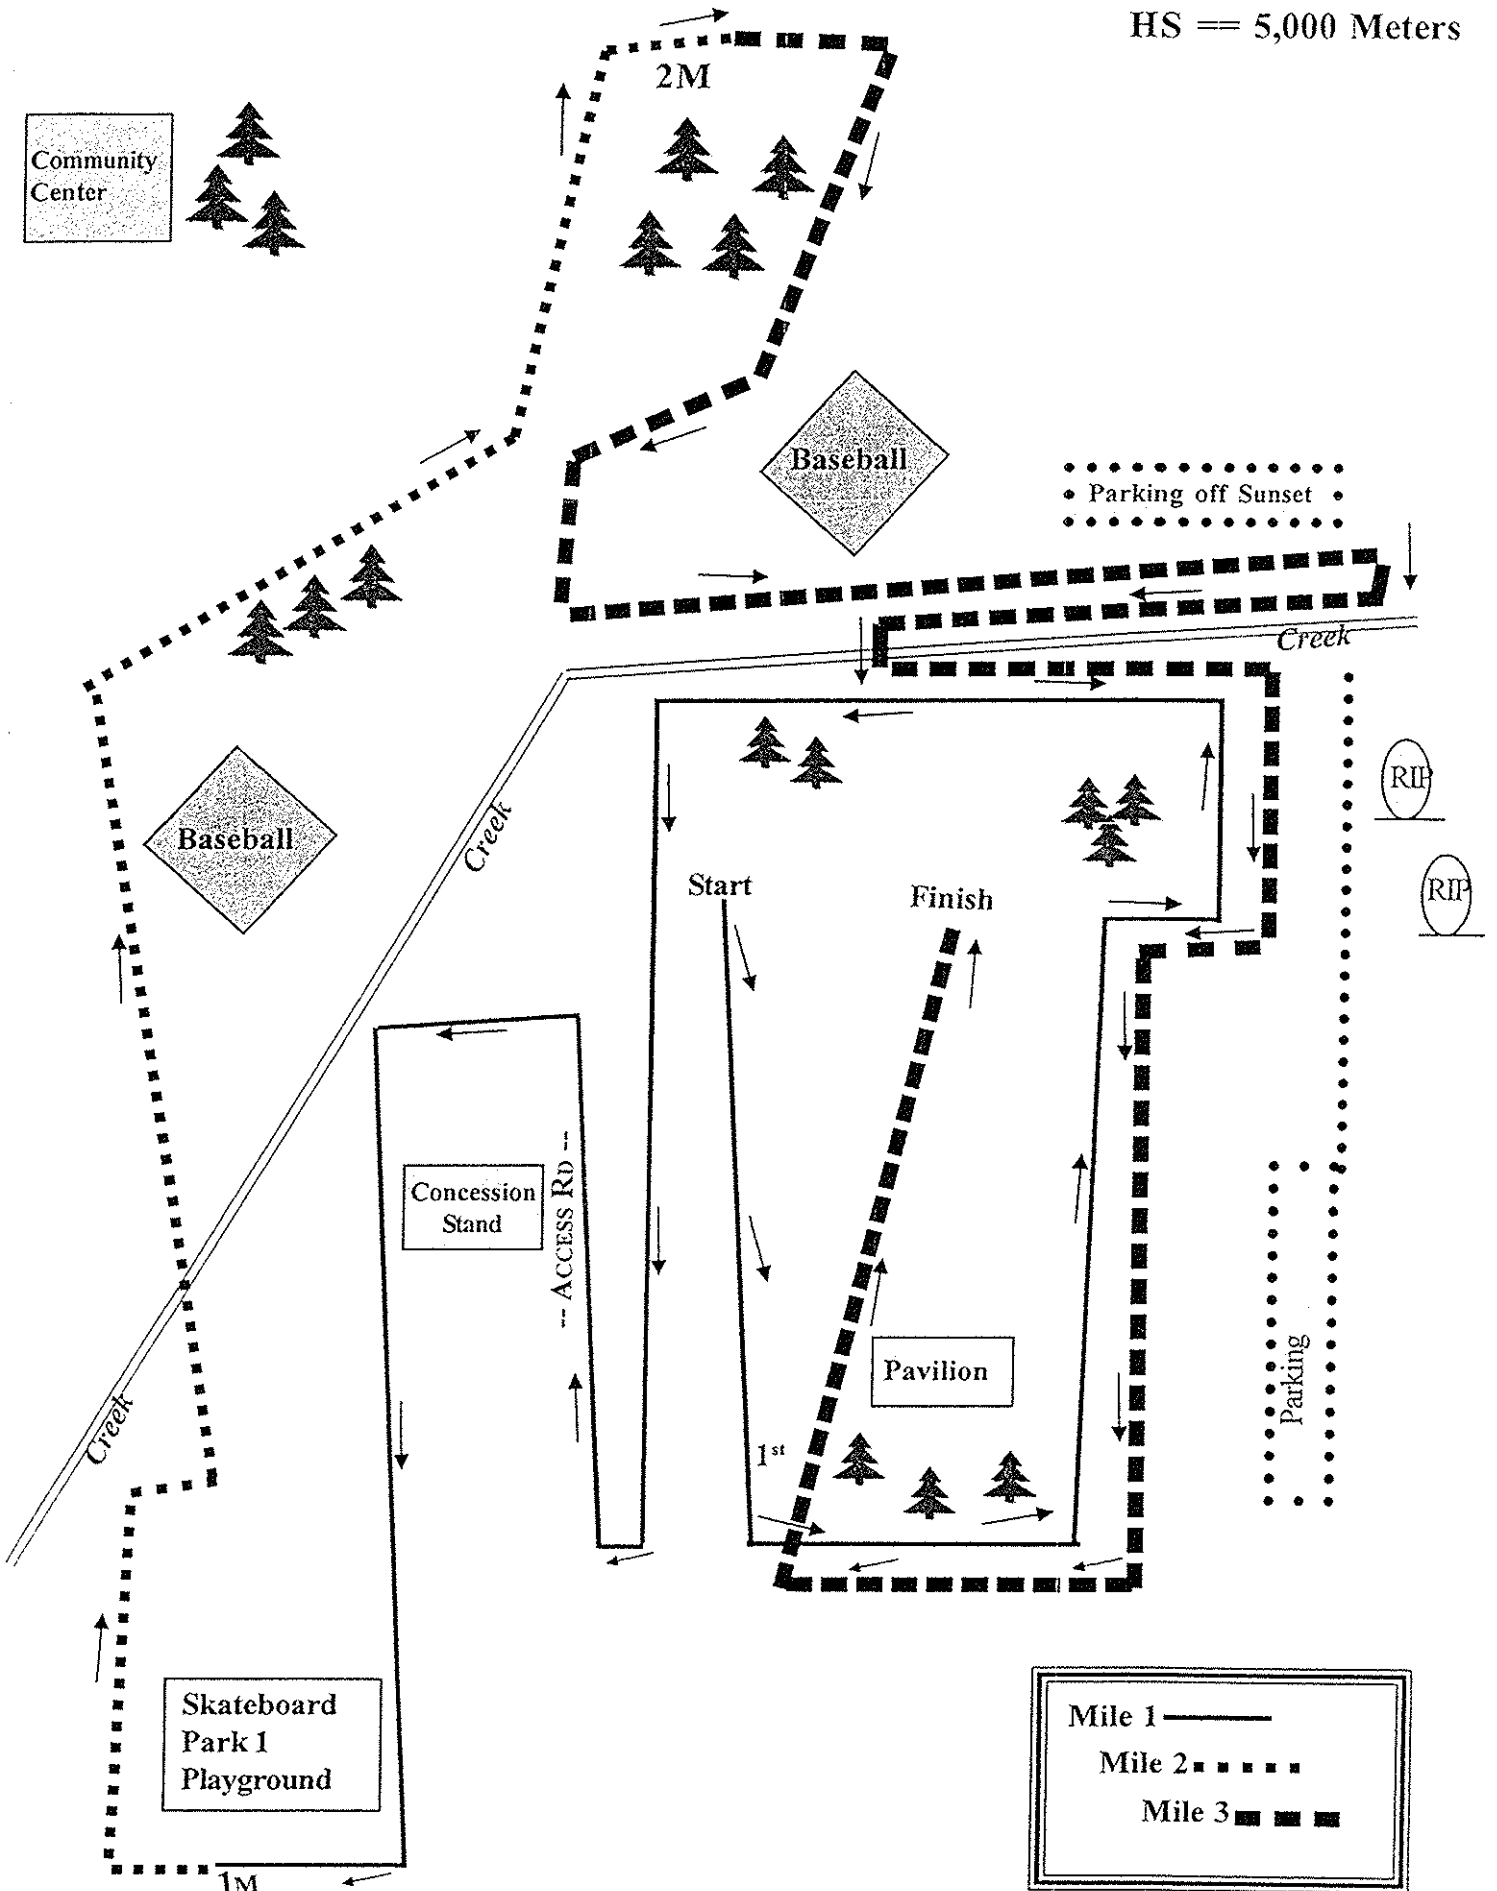 HS == 5,000 Meters
2M
Community
Center
Baseball
Parking off Sunset
Creek
RIP
Baseball
Creek
Start
Finish
RIP
Concession
Stand
-- ACCESS RD --
Pavilion
Parking
Creek
1st
Skateboard
Park 1
Playground
Mile 1
Mile 2
Mile 3
1M